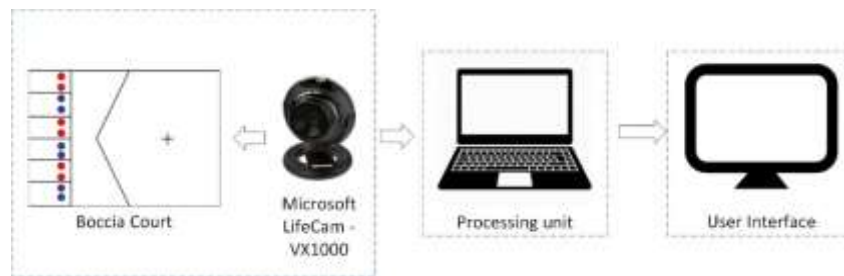 Boccia Court
Microsoft
LifeCam -
VX1000
Processing unit
User Interface